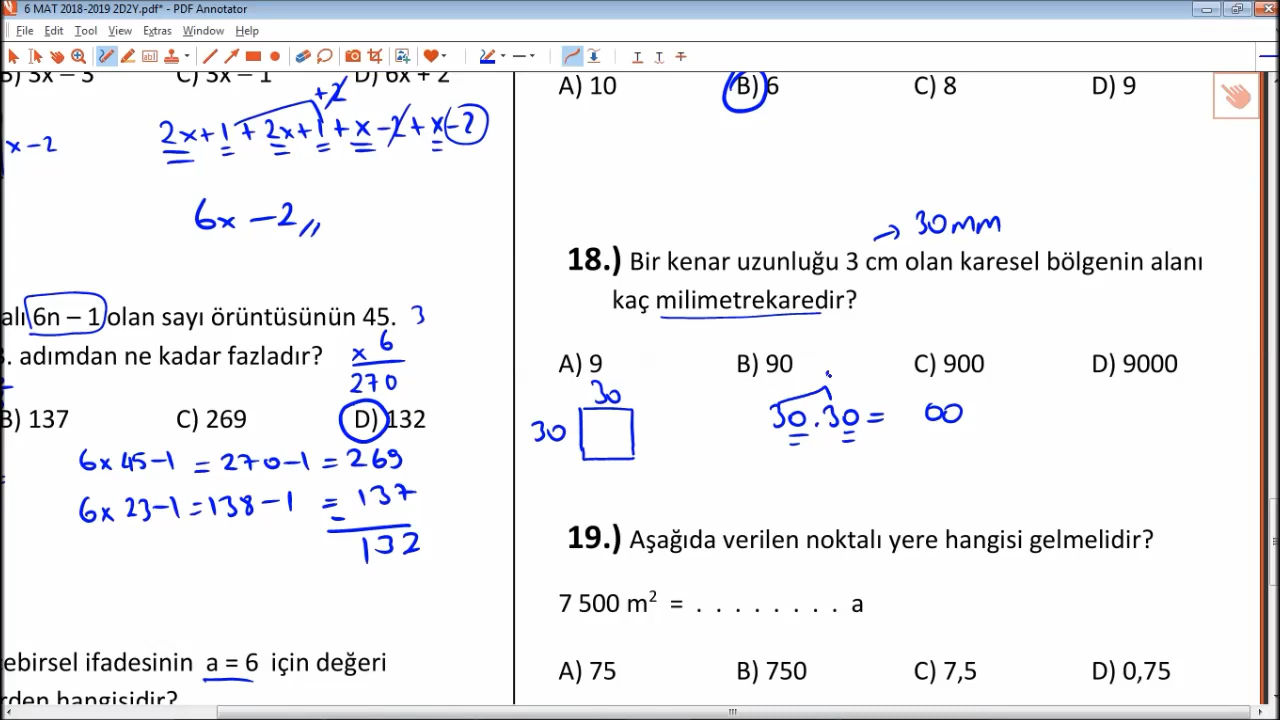 6 MAT 2018-2019 2D2Y.pdf* - PDF Annotator
File Edit Tool View Extras Window Help
B) 3x – 3 C) 3x – 1 D) 6x + 2
+2
x – 2
2x+1 + 2x+1 + x – 2 + x – 2
6x – 2
alı 6n – 1 olan sayı örüntüsünün 45.
3
. adımdan ne kadar fazladır?
x 6
270
B) 137 C) 269 D) 132
6x 45–1 = 270–1 = 269
6x 23–1 = 138–1 = 137
132
ebirsel ifadesinin a = 6 için değeri
rden hangisidir?
A) 10 B) 6 C) 8 D) 9
→ 30mm
18.) Bir kenar uzunluğu 3 cm olan karesel bölgenin alanı
kaç milimetrekaredir?
A) 9 B) 90 C) 900 D) 9000
30
30
30.30 = 00
19.) Aşağıda verilen noktalı yere hangisi gelmelidir?
7 500 m² = . . . . . . . . a
A) 75 B) 750 C) 7,5 D) 0,75